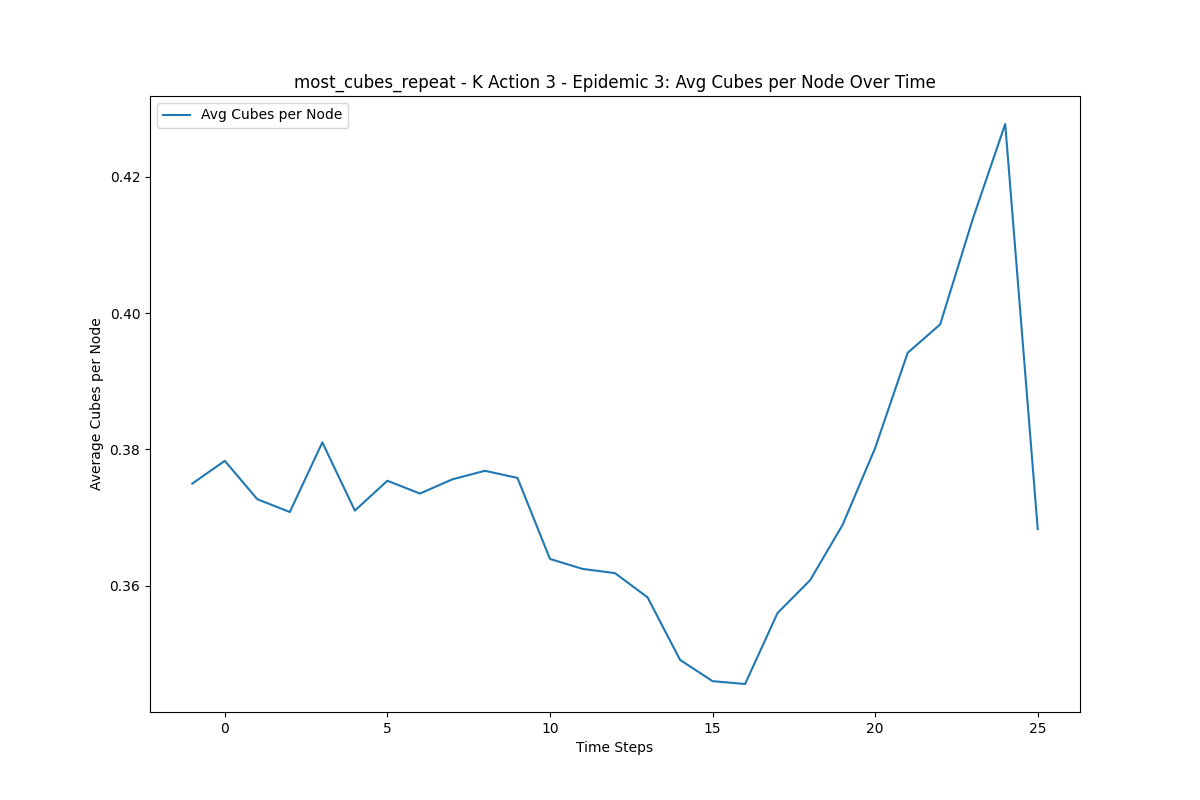 most_cubes_repeat - K Action 3 - Epidemic 3: Avg Cubes per Node Over Time
Avg Cubes per Node
0.42
0.40
0.38
0.36
Average Cubes per Node
0 5 10 15 20 25
Time Steps